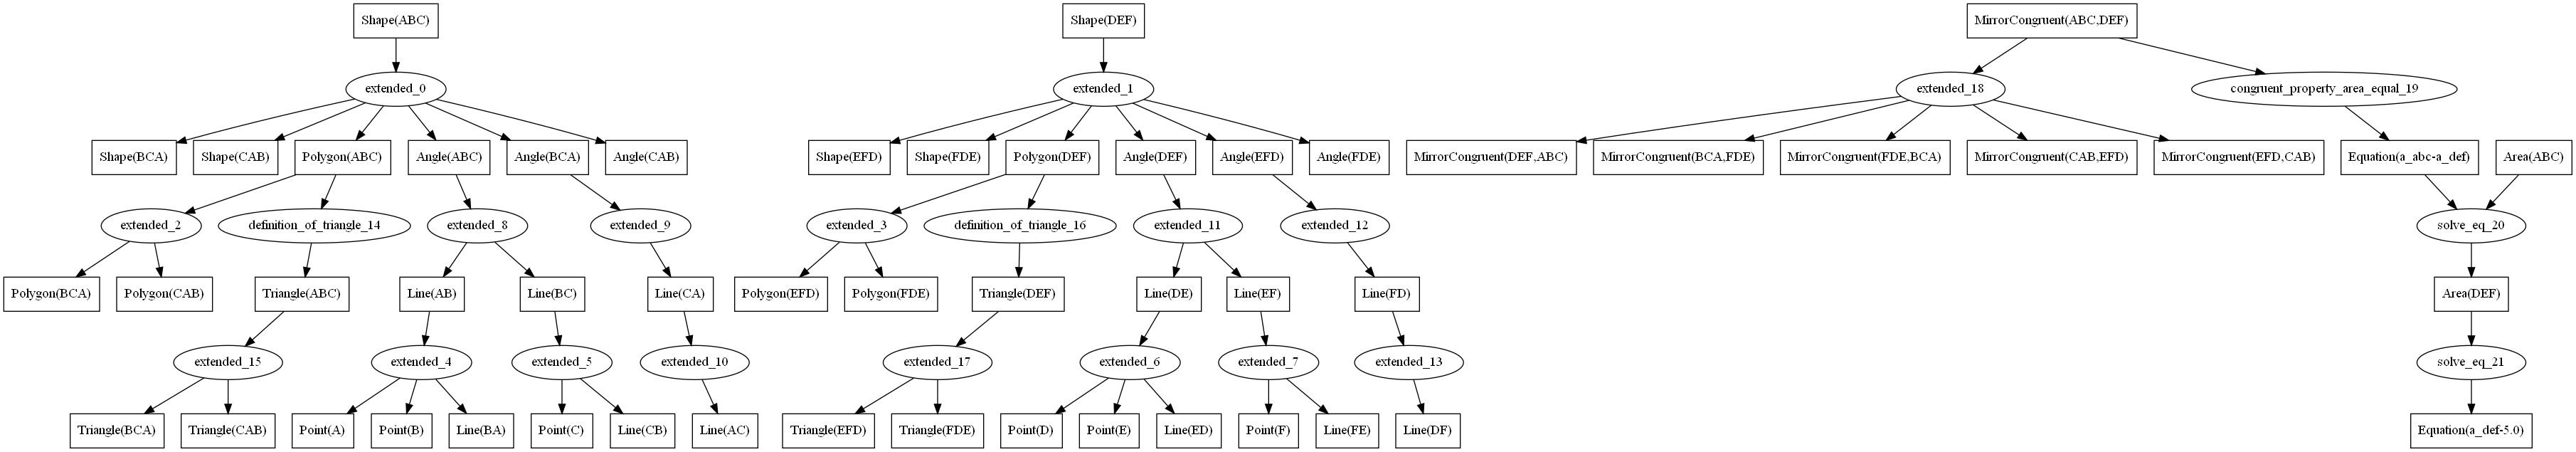 Shape(ABC)
Shape(DEF)
MirrorCongruent(ABC,DEF)
extended_0
extended_1
extended_18
congruent_property_area_equal_19
Shape(BCA)
Shape(CAB)
Polygon(ABC)
Angle(ABC)
Angle(BCA)
Angle(CAB)
Shape(EFD)
Shape(FDE)
Polygon(DEF)
Angle(DEF)
Angle(EFD)
Angle(FDE)
MirrorCongruent(DEF,ABC)
MirrorCongruent(BCA,FDE)
MirrorCongruent(FDE,BCA)
MirrorCongruent(CAB,EFD)
MirrorCongruent(EFD,CAB)
Equation(a_abc-a_def)
Area(ABC)
extended_2
definition_of_triangle_14
extended_8
extended_9
extended_3
definition_of_triangle_16
extended_11
extended_12
solve_eq_20
Polygon(BCA)
Polygon(CAB)
Triangle(ABC)
Line(AB)
Line(BC)
Line(CA)
Polygon(EFD)
Polygon(FDE)
Triangle(DEF)
Line(DE)
Line(EF)
Line(FD)
Area(DEF)
extended_15
extended_4
extended_5
extended_10
extended_17
extended_6
extended_7
extended_13
solve_eq_21
Triangle(BCA)
Triangle(CAB)
Point(A)
Point(B)
Line(BA)
Point(C)
Line(CB)
Line(AC)
Triangle(EFD)
Triangle(FDE)
Point(D)
Point(E)
Line(ED)
Point(F)
Line(FE)
Line(DF)
Equation(a_def-5.0)